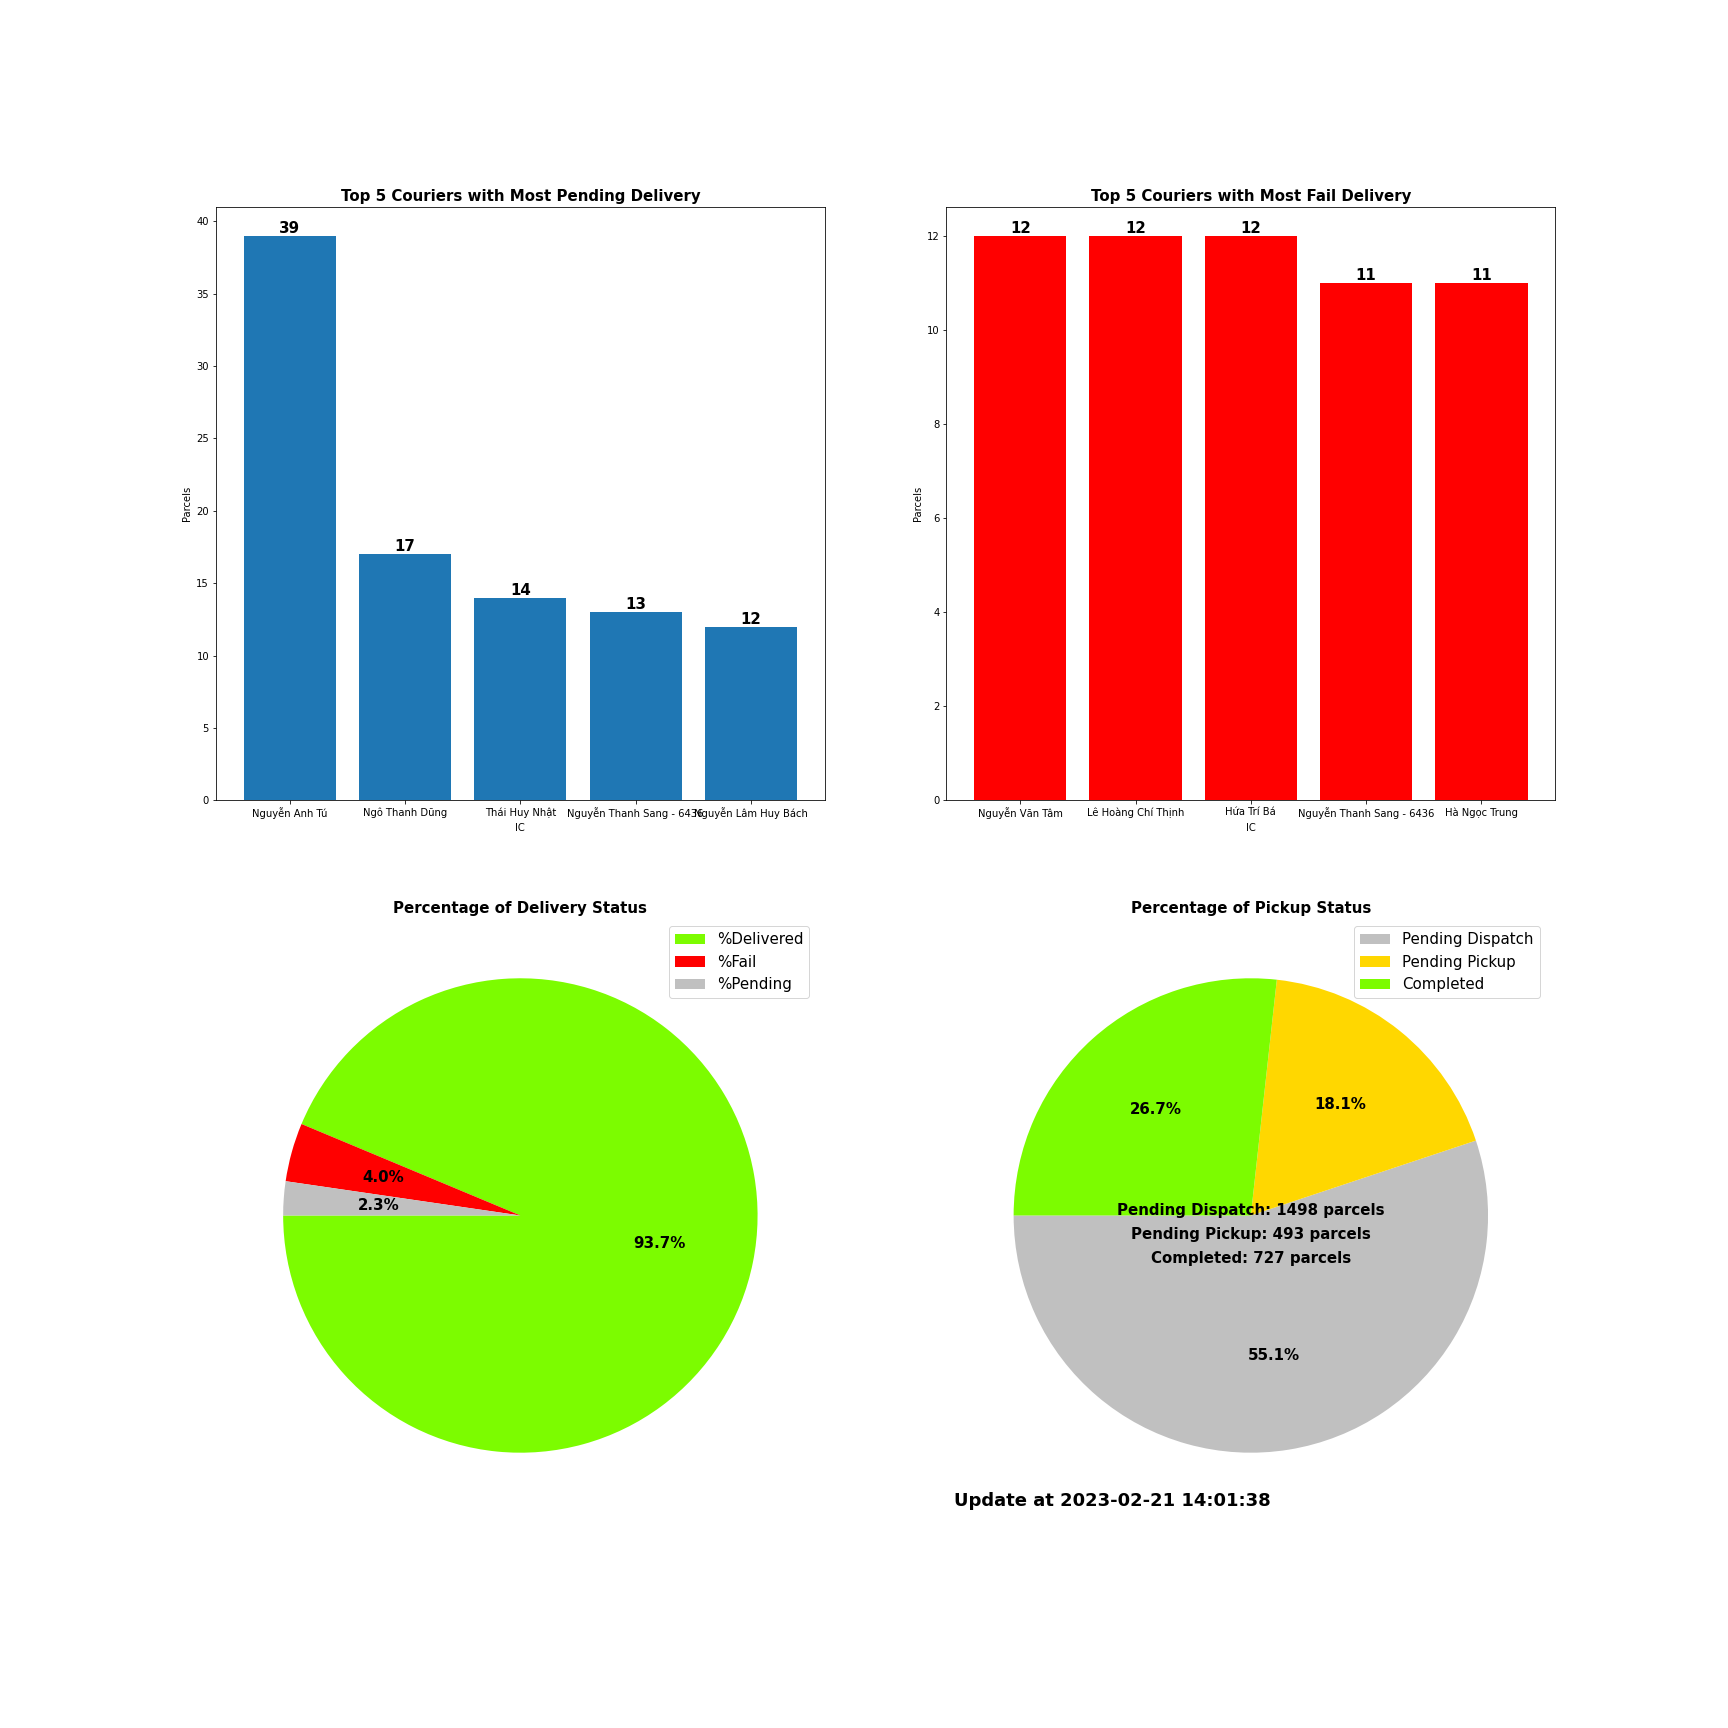 Top 5 Couriers with Most Pending Delivery
40
35
30
25
20
15
10
5
0
Parcels
39
17
14
13
12
Nguyễn Anh Tú
Ngô Thanh Dũng
Thái Huy Nhật
Nguyễn Thanh Sang - 6436
Nguyễn Lâm Huy Bách
IC
Top 5 Couriers with Most Fail Delivery
12
10
8
6
4
2
0
Parcels
12
12
12
11
11
Nguyễn Văn Tâm
Lê Hoàng Chí Thịnh
Hứa Trí Bá
Nguyễn Thanh Sang - 6436
Hà Ngọc Trung
IC
Percentage of Delivery Status
%Delivered
%Fail
%Pending
4.0%
2.3%
93.7%
Percentage of Pickup Status
Pending Dispatch
Pending Pickup
Completed
26.7%
18.1%
Pending Dispatch: 1498 parcels
Pending Pickup: 493 parcels
Completed: 727 parcels
55.1%
Update at 2023-02-21 14:01:38